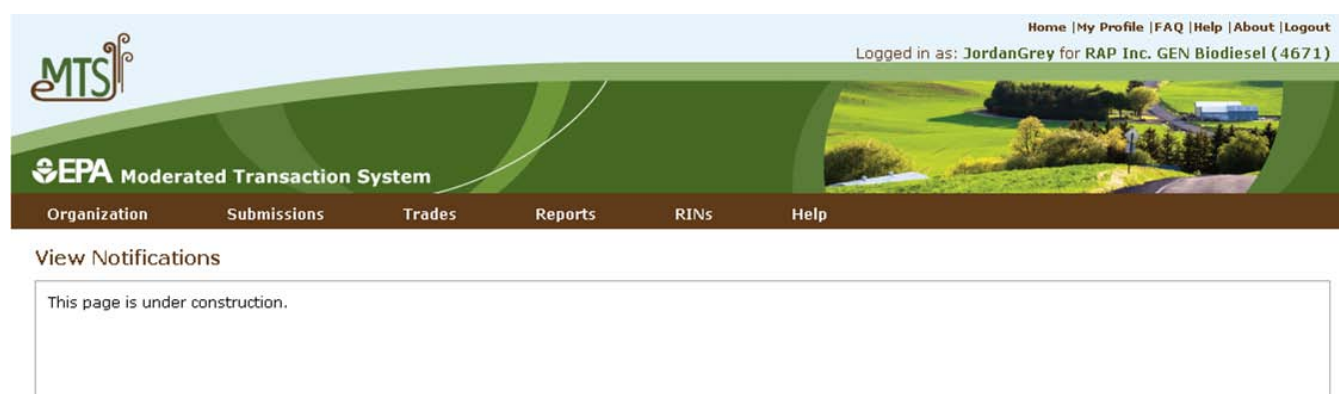 Home |My Profile |FAQ |Help |About |Logout
Logged in as: JordanGrey for RAP Inc. GEN Biodiesel (4671)
eMTS
EPA Moderated Transaction System
Organization Submissions Trades Reports RINs Help
View Notifications
This page is under construction.